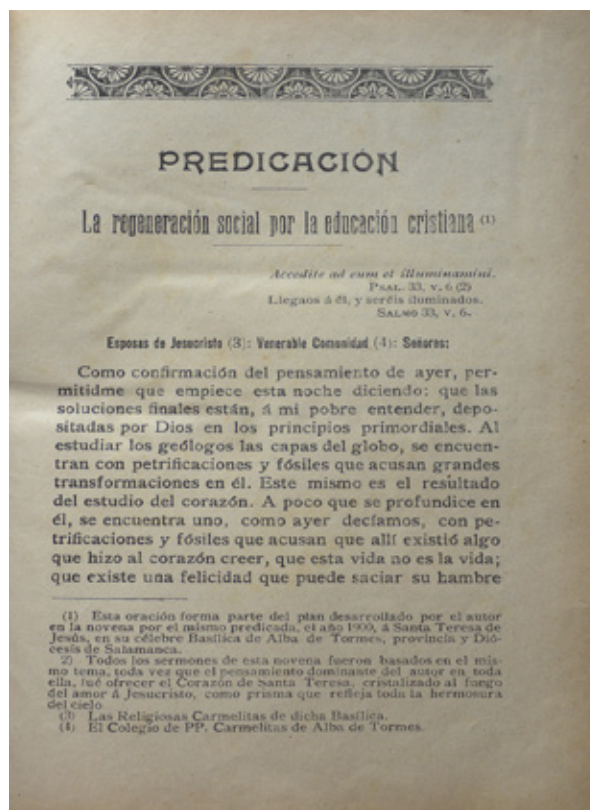 PREDICACIÓN
La regeneración social por la educación cristiana (1)
Accedite ad eum et illuminamini.
PSAL. 33, v. 6 (2)
Llegaos á él, y seréis iluminados.
SALMO 33, v. 6.
Esposas de Jesucristo (3): Venerable Comunidad (4): Señores:
Como confirmación del pensamiento de ayer, per-
mitidme que empiece esta noche diciendo: que las
soluciones finales están, á mi pobre entender, depo-
sitadas por Dios en los principios primordiales. Al
estudiar los geólogos las capas del globo, se encuen-
tran con petrificaciones y fósiles que acusan grandes
transformaciones en él. Este mismo es el resultado
del estudio del corazón. A poco que se profundice en
él, se encuentra uno, como ayer decíamos, con pe-
trificaciones y fósiles que acusan que allí existió algo
que hizo al corazón creer, que esta vida no es la vida;
que existe una felicidad que puede saciar su hambre
(1) Esta oración forma parte del plan desarrollado por el autor
en la novena por el mismo predicada, el año 1900, á Santa Teresa de
Jesús, en su célebre Basílica de Alba de Tormes, provincia y Dió-
cesis de Salamanca.
2) Todos los sermones de esta novena fueron basados en el mis-
mo tema, toda vez que el pensamiento dominante del autor en toda
ella, fué ofrecer el Corazón de Santa Teresa, cristalizado al fuego
del amor á Jesucristo, como prisma que refleja toda la hermosura
del cielo
(3) Las Religiosas Carmelitas de dicha Basílica.
(4) El Colegio de PP. Carmelitas de Alba de Tormes.